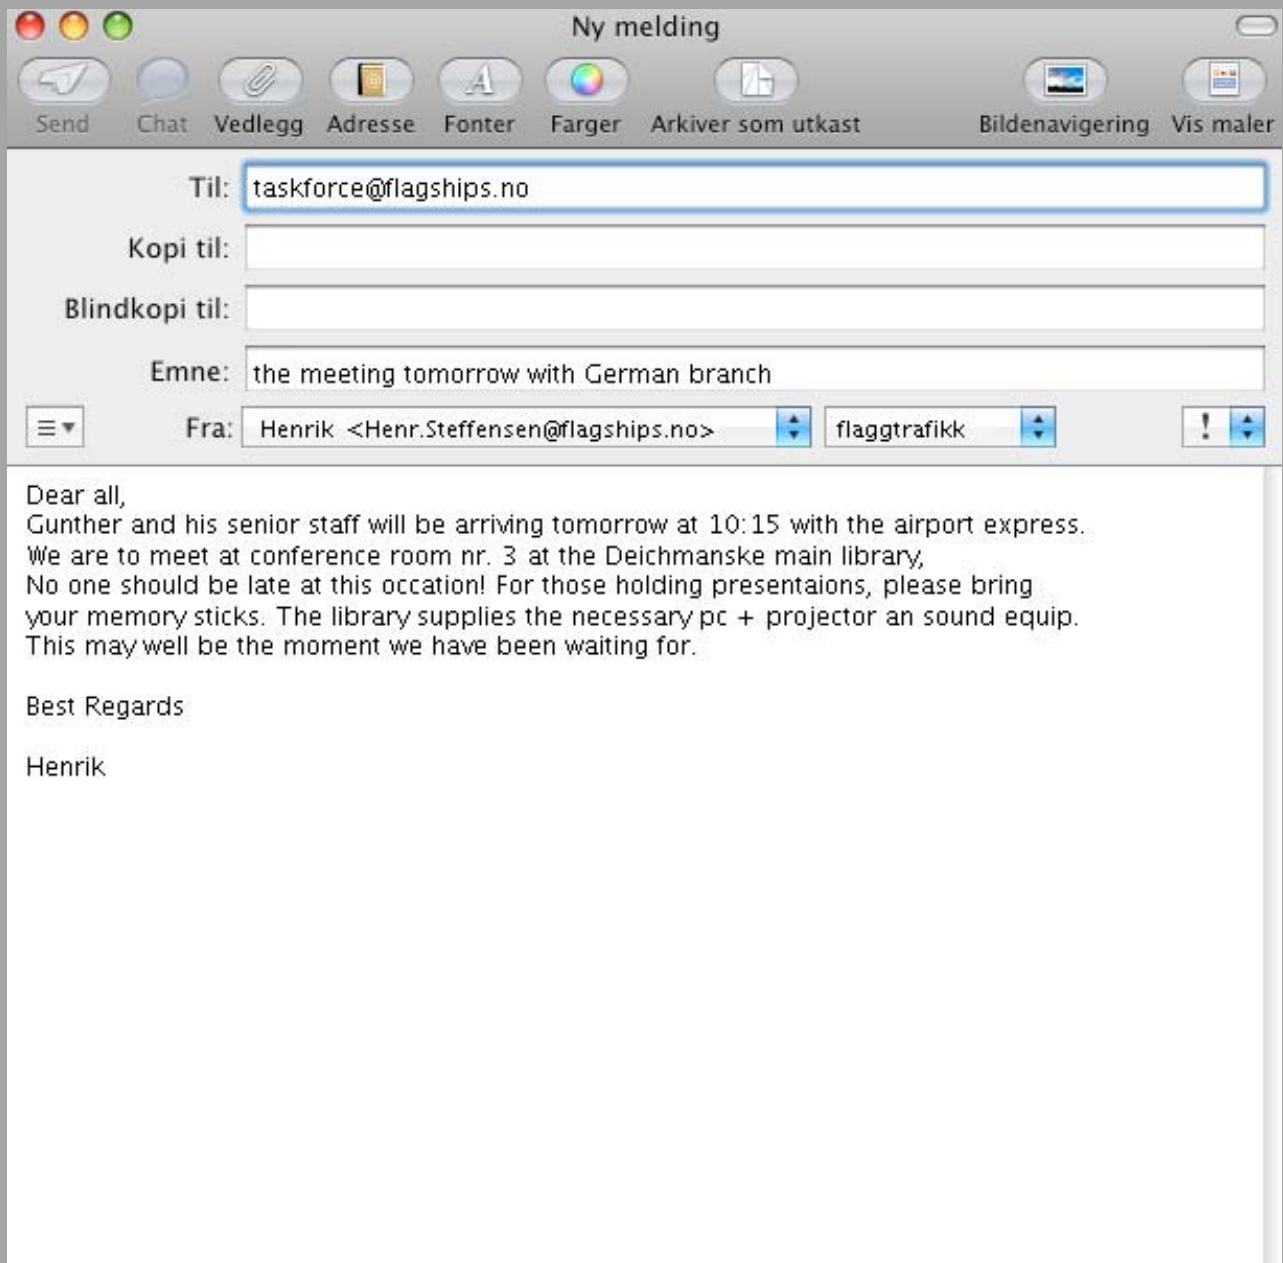 Ny melding
Send Chat Vedlegg Adresse Fonter Farger Arkiver som utkast Bildenavigering Vis maler
Til: taskforce@flagships.no
Kopi til:
Blindkopi til:
Emne: the meeting tomorrow with German branch
Fra: Henrik <Henr.Steffensen@flagships.no> flaggtrafikk !
Dear all,
Gunther and his senior staff will be arriving tomorrow at 10:15 with the airport express.
We are to meet at conference room nr. 3 at the Deichmanske main library,
No one should be late at this occation! For those holding presentaions, please bring
your memory sticks. The library supplies the necessary pc + projector an sound equip.
This may well be the moment we have been waiting for.
Best Regards
Henrik